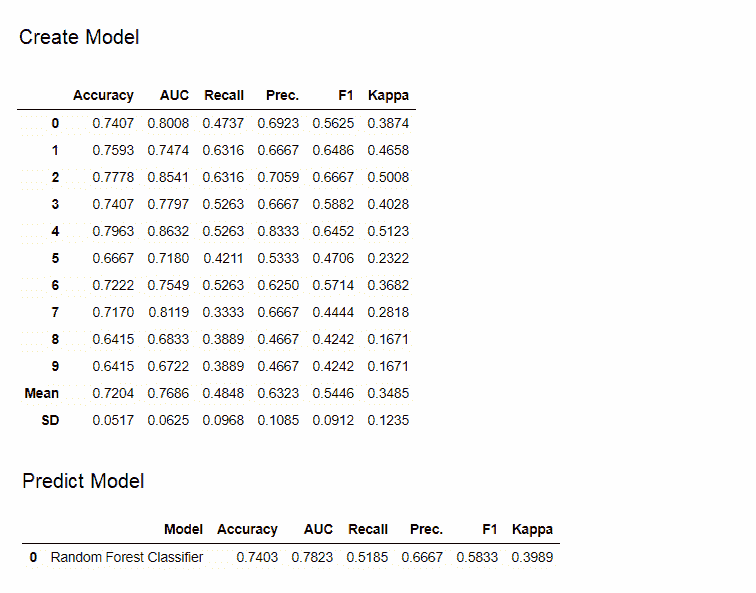 Create Model
Accuracy AUC Recall Prec. F1 Kappa
0 0.7407 0.8008 0.4737 0.6923 0.5625 0.3874
1 0.7593 0.7474 0.6316 0.6667 0.6486 0.4658
2 0.7778 0.8541 0.6316 0.7059 0.6667 0.5008
3 0.7407 0.7797 0.5263 0.6667 0.5882 0.4028
4 0.7963 0.8632 0.5263 0.8333 0.6452 0.5123
5 0.6667 0.7180 0.4211 0.5333 0.4706 0.2322
6 0.7222 0.7549 0.5263 0.6250 0.5714 0.3682
7 0.7170 0.8119 0.3333 0.6667 0.4444 0.2818
8 0.6415 0.6833 0.3889 0.4667 0.4242 0.1671
9 0.6415 0.6722 0.3889 0.4667 0.4242 0.1671
Mean 0.7204 0.7686 0.4848 0.6323 0.5446 0.3485
SD 0.0517 0.0625 0.0968 0.1085 0.0912 0.1235
Predict Model
Model Accuracy AUC Recall Prec. F1 Kappa
0 Random Forest Classifier 0.7403 0.7823 0.5185 0.6667 0.5833 0.3989